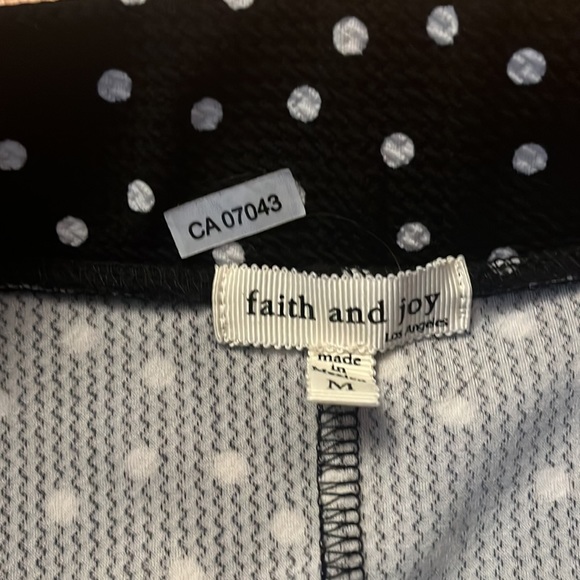 CA 07043
faith and joy
Los Angeles
made
in
M